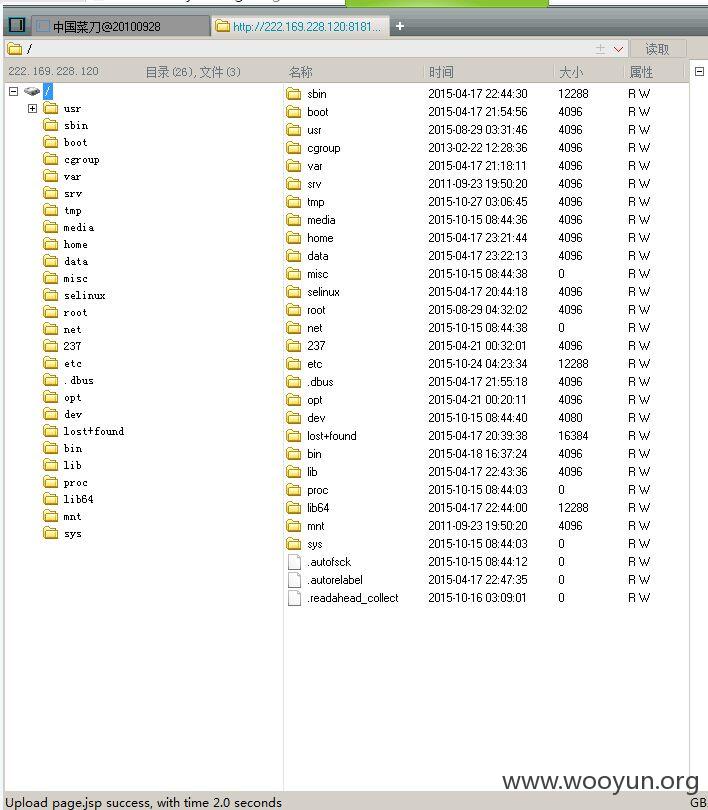 中国菜刀@20100928 http://222.169.228.120:8181... +
/ 读取
222.169.228.120 目录(26),文件(3) 名称 时间 大小 属性
/
usr
sbin
boot
cgroup
var
srv
tmp
media
home
data
misc
selinux
root
net
237
etc
.dbus
opt
dev
lost+found
bin
lib
proc
lib64
mnt
sys
sbin 2015-04-17 22:44:30 12288 R W
boot 2015-04-17 21:54:56 4096 R W
usr 2015-08-29 03:31:46 4096 R W
cgroup 2013-02-22 12:28:36 4096 R W
var 2015-04-17 21:18:11 4096 R W
srv 2011-09-23 19:50:20 4096 R W
tmp 2015-10-27 03:06:45 4096 R W
media 2015-10-15 08:44:36 4096 R W
home 2015-04-17 23:21:44 4096 R W
data 2015-04-17 23:22:13 4096 R W
misc 2015-10-15 08:44:38 0 R W
selinux 2015-04-17 20:44:18 4096 R W
root 2015-08-29 04:32:02 4096 R W
net 2015-10-15 08:44:38 0 R W
237 2015-04-21 00:32:01 4096 R W
etc 2015-10-24 04:23:34 12288 R W
.dbus 2015-04-17 21:55:18 4096 R W
opt 2015-04-21 00:20:11 4096 R W
dev 2015-10-15 08:44:40 4080 R W
lost+found 2015-04-17 20:39:38 16384 R W
bin 2015-04-18 16:37:24 4096 R W
lib 2015-04-17 22:43:36 4096 R W
proc 2015-10-15 08:44:03 0 R W
lib64 2015-04-17 22:44:00 12288 R W
mnt 2011-09-23 19:50:20 4096 R W
sys 2015-10-15 08:44:03 0 R W
.autofsck 2015-10-15 08:44:12 0 R W
.autorelabel 2015-04-17 22:47:35 0 R W
.readahead_collect 2015-10-16 03:09:01 0 R W
www.wooyun.org
Upload page.jsp success, with time 2.0 seconds GB